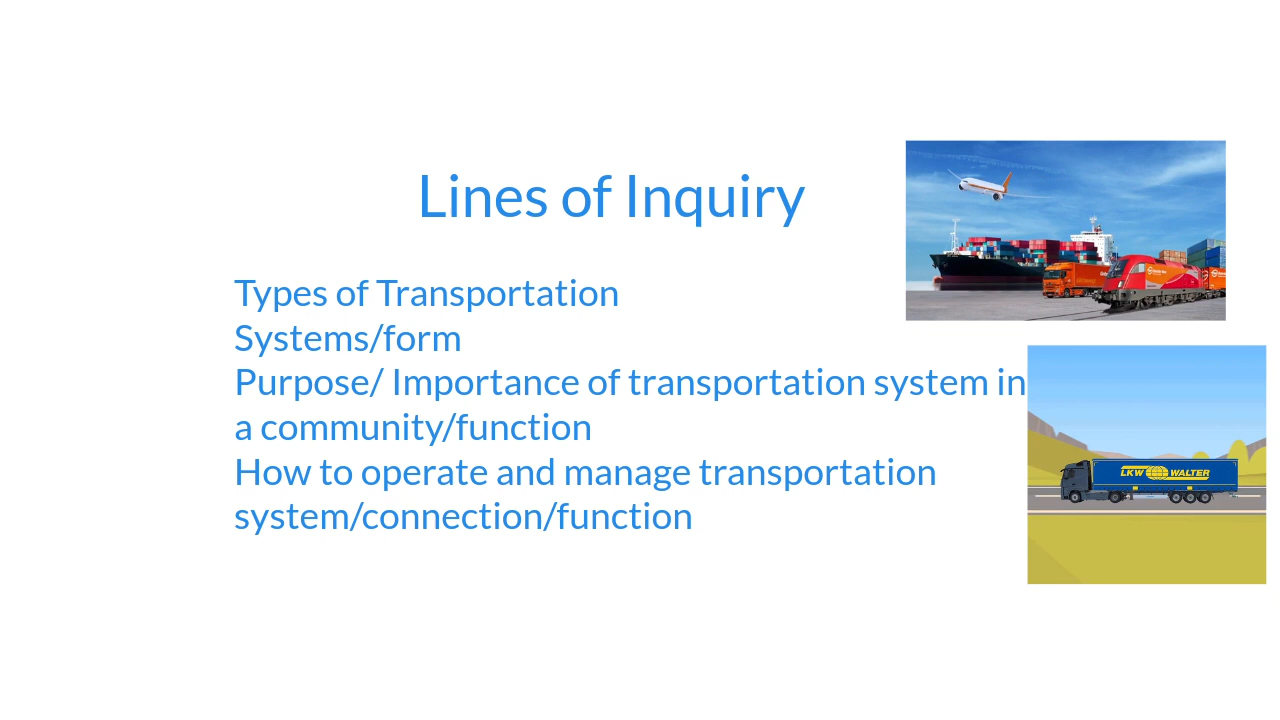 Lines of Inquiry
Types of Transportation
Systems/form
Purpose/ Importance of transportation system in
a community/function
How to operate and manage transportation
system/connection/function
LKW WALTER